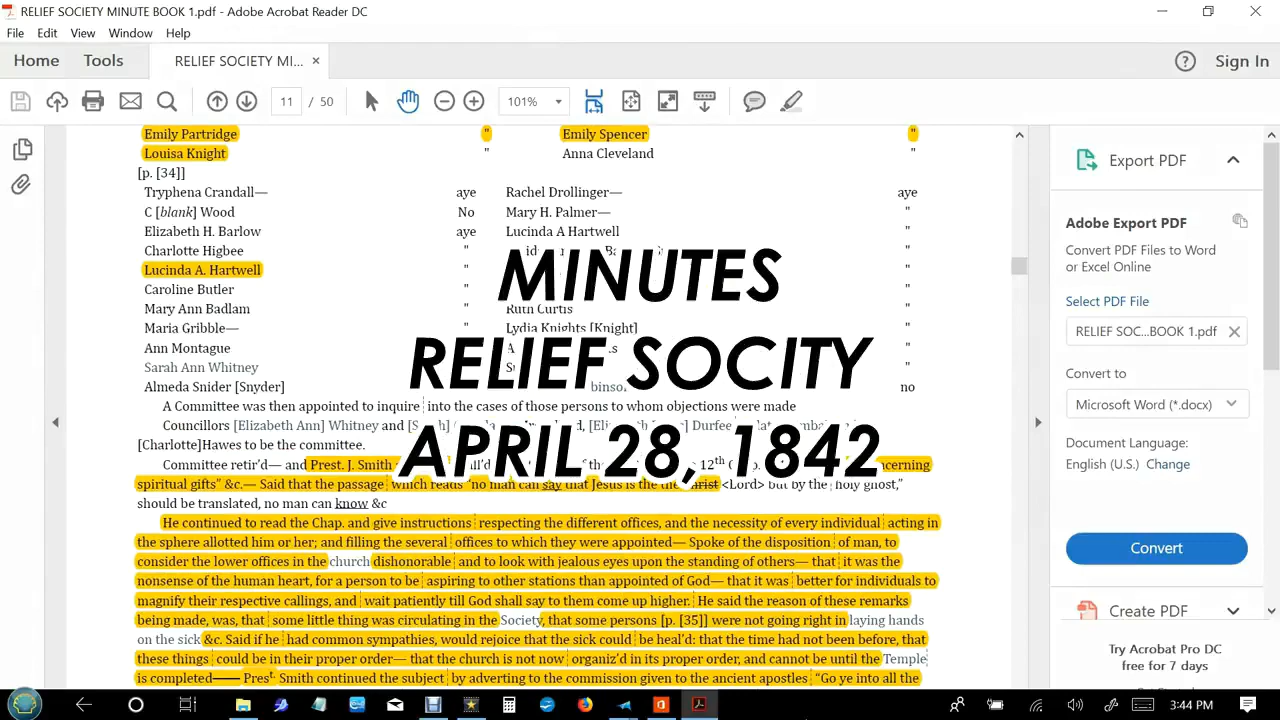 RELIEF SOCIETY MINUTE BOOK 1.pdf - Adobe Acrobat Reader DC
File Edit View Window Help
Home Tools RELIEF SOCIETY MI... × Sign In
11 / 50 101%
Emily Partridge " Emily Spencer "
Louisa Knight " Anna Cleveland "
[p. [34]]
Tryphena Crandall— aye Rachel Drollinger— aye
C [blank] Wood No Mary H. Palmer— "
Elizabeth H. Barlow aye Lucinda A Hartwell "
Charlotte Higbee " "
Lucinda A. Hartwell " "
Caroline Butler " "
Mary Ann Badlam " Ruth Curtis "
Maria Gribble— " Lydia Knights [Knight] "
Ann Montague " "
Sarah Ann Whitney "
Almeda Snider [Snyder] no
MINUTES
RELIEF SOCITY
APRIL 28, 1842
A Committee was then appointed to inquire into the cases of those persons to whom objections were made
Councillors [Elizabeth Ann] Whitney and [Elizabeth] Durfee
[Charlotte]Hawes to be the committee.
Committee retir'd— and Prest. J. Smith 12th
spiritual gifts" &c.— Said that the passage which reads "no man can say that Jesus is the the Christ <Lord> but by the holy ghost,"
should be translated, no man can know &c
He continued to read the Chap. and give instructions respecting the different offices, and the necessity of every individual acting in
the sphere allotted him or her; and filling the several offices to which they were appointed— Spoke of the disposition of man, to
consider the lower offices in the church dishonorable and to look with jealous eyes upon the standing of others— that it was the
nonsense of the human heart, for a person to be aspiring to other stations than appointed of God— that it was better for individuals to
magnify their respective callings, and wait patiently till God shall say to them come up higher. He said the reason of these remarks
being made, was, that some little thing was circulating in the Society, that some persons [p. [35]] were not going right in laying hands
on the sick &c. Said if he had common sympathies, would rejoice that the sick could be heal'd: that the time had not been before, that
these things could be in their proper order— that the church is not now organiz'd in its proper order, and cannot be until the Temple
is completed—— Prest. Smith continued the subject by adverting to the commission given to the ancient apostles "Go ye into all the
Export PDF
Adobe Export PDF
Convert PDF Files to Word
or Excel Online
Select PDF File
RELIEF SOC...BOOK 1.pdf
Convert to
Microsoft Word (*.docx)
Document Language:
English (U.S.) Change
Convert
Create PDF
Try Acrobat Pro DC
free for 7 days
3:44 PM